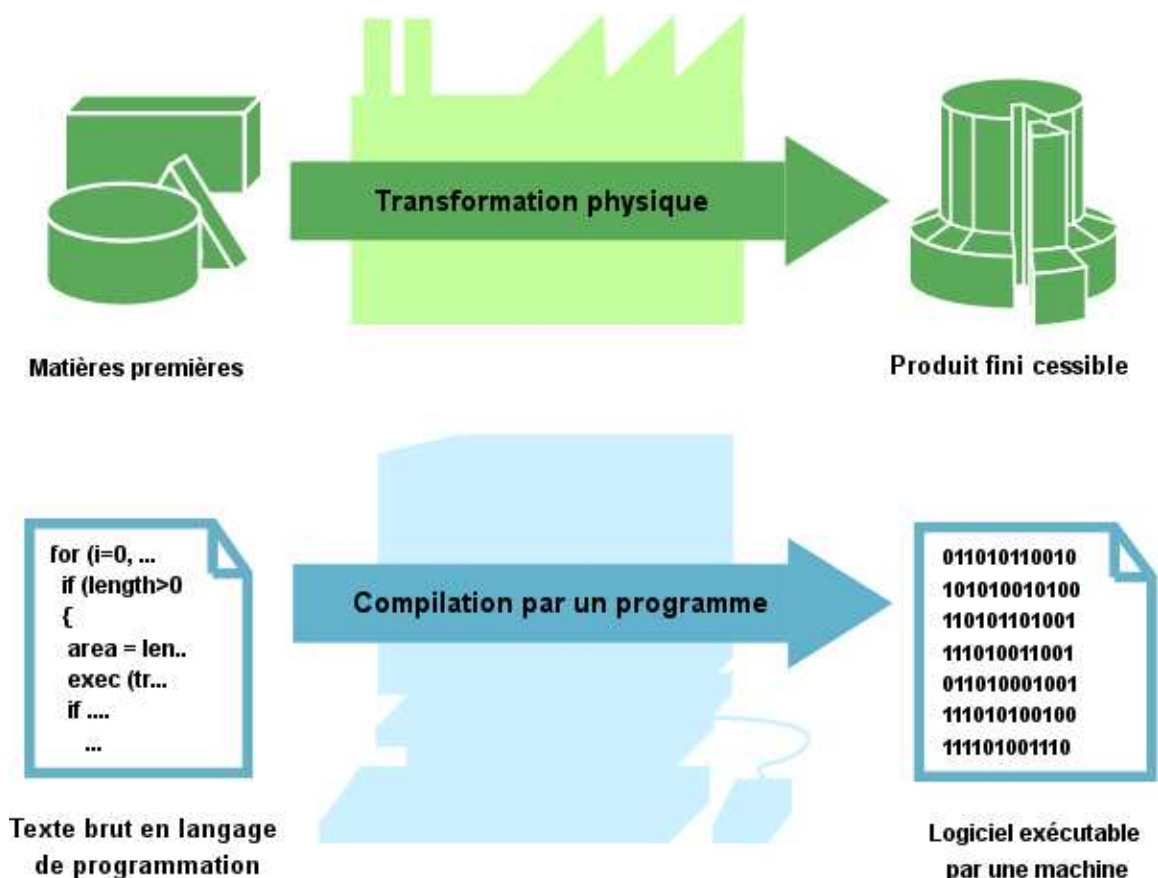 Transformation physique
Matières premières
Produit fini cessible
for (i=0, ...
if (length>0
{
area = len..
exec (tr...
if ....
...
Compilation par un programme
011010110010
101010010100
110101101001
111010011001
011010001001
111010100100
111101001110
Texte brut en langage
de programmation
Logiciel exécutable
par une machine